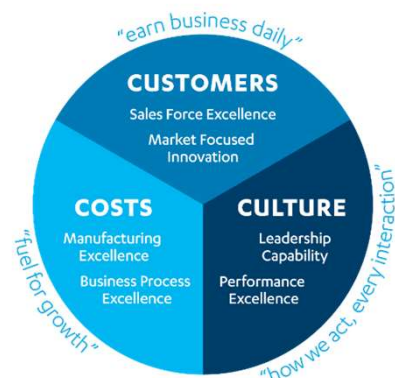 “earn business daily”
CUSTOMERS
Sales Force Excellence
Market Focused
Innovation
COSTS
Manufacturing
Excellence
Business Process
Excellence
“fuel for growth”
CULTURE
Leadership
Capability
Performance
Excellence
“how we act, every interaction”